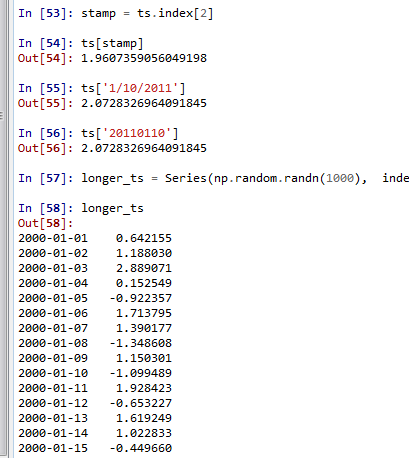 In [53]: stamp = ts.index[2]
In [54]: ts[stamp]
Out[54]: 1.9607359056049198
In [55]: ts['1/10/2011']
Out[55]: 2.0728326964091845
In [56]: ts['20110110']
Out[56]: 2.0728326964091845
In [57]: longer_ts = Series(np.random.randn(1000), inde
In [58]: longer_ts
Out[58]:
2000-01-01 0.642155
2000-01-02 1.188030
2000-01-03 2.889071
2000-01-04 0.152549
2000-01-05 -0.922357
2000-01-06 1.713795
2000-01-07 1.390177
2000-01-08 -1.348608
2000-01-09 1.150301
2000-01-10 -1.099489
2000-01-11 1.928423
2000-01-12 -0.653227
2000-01-13 1.619249
2000-01-14 1.022833
2000-01-15 -0.449660